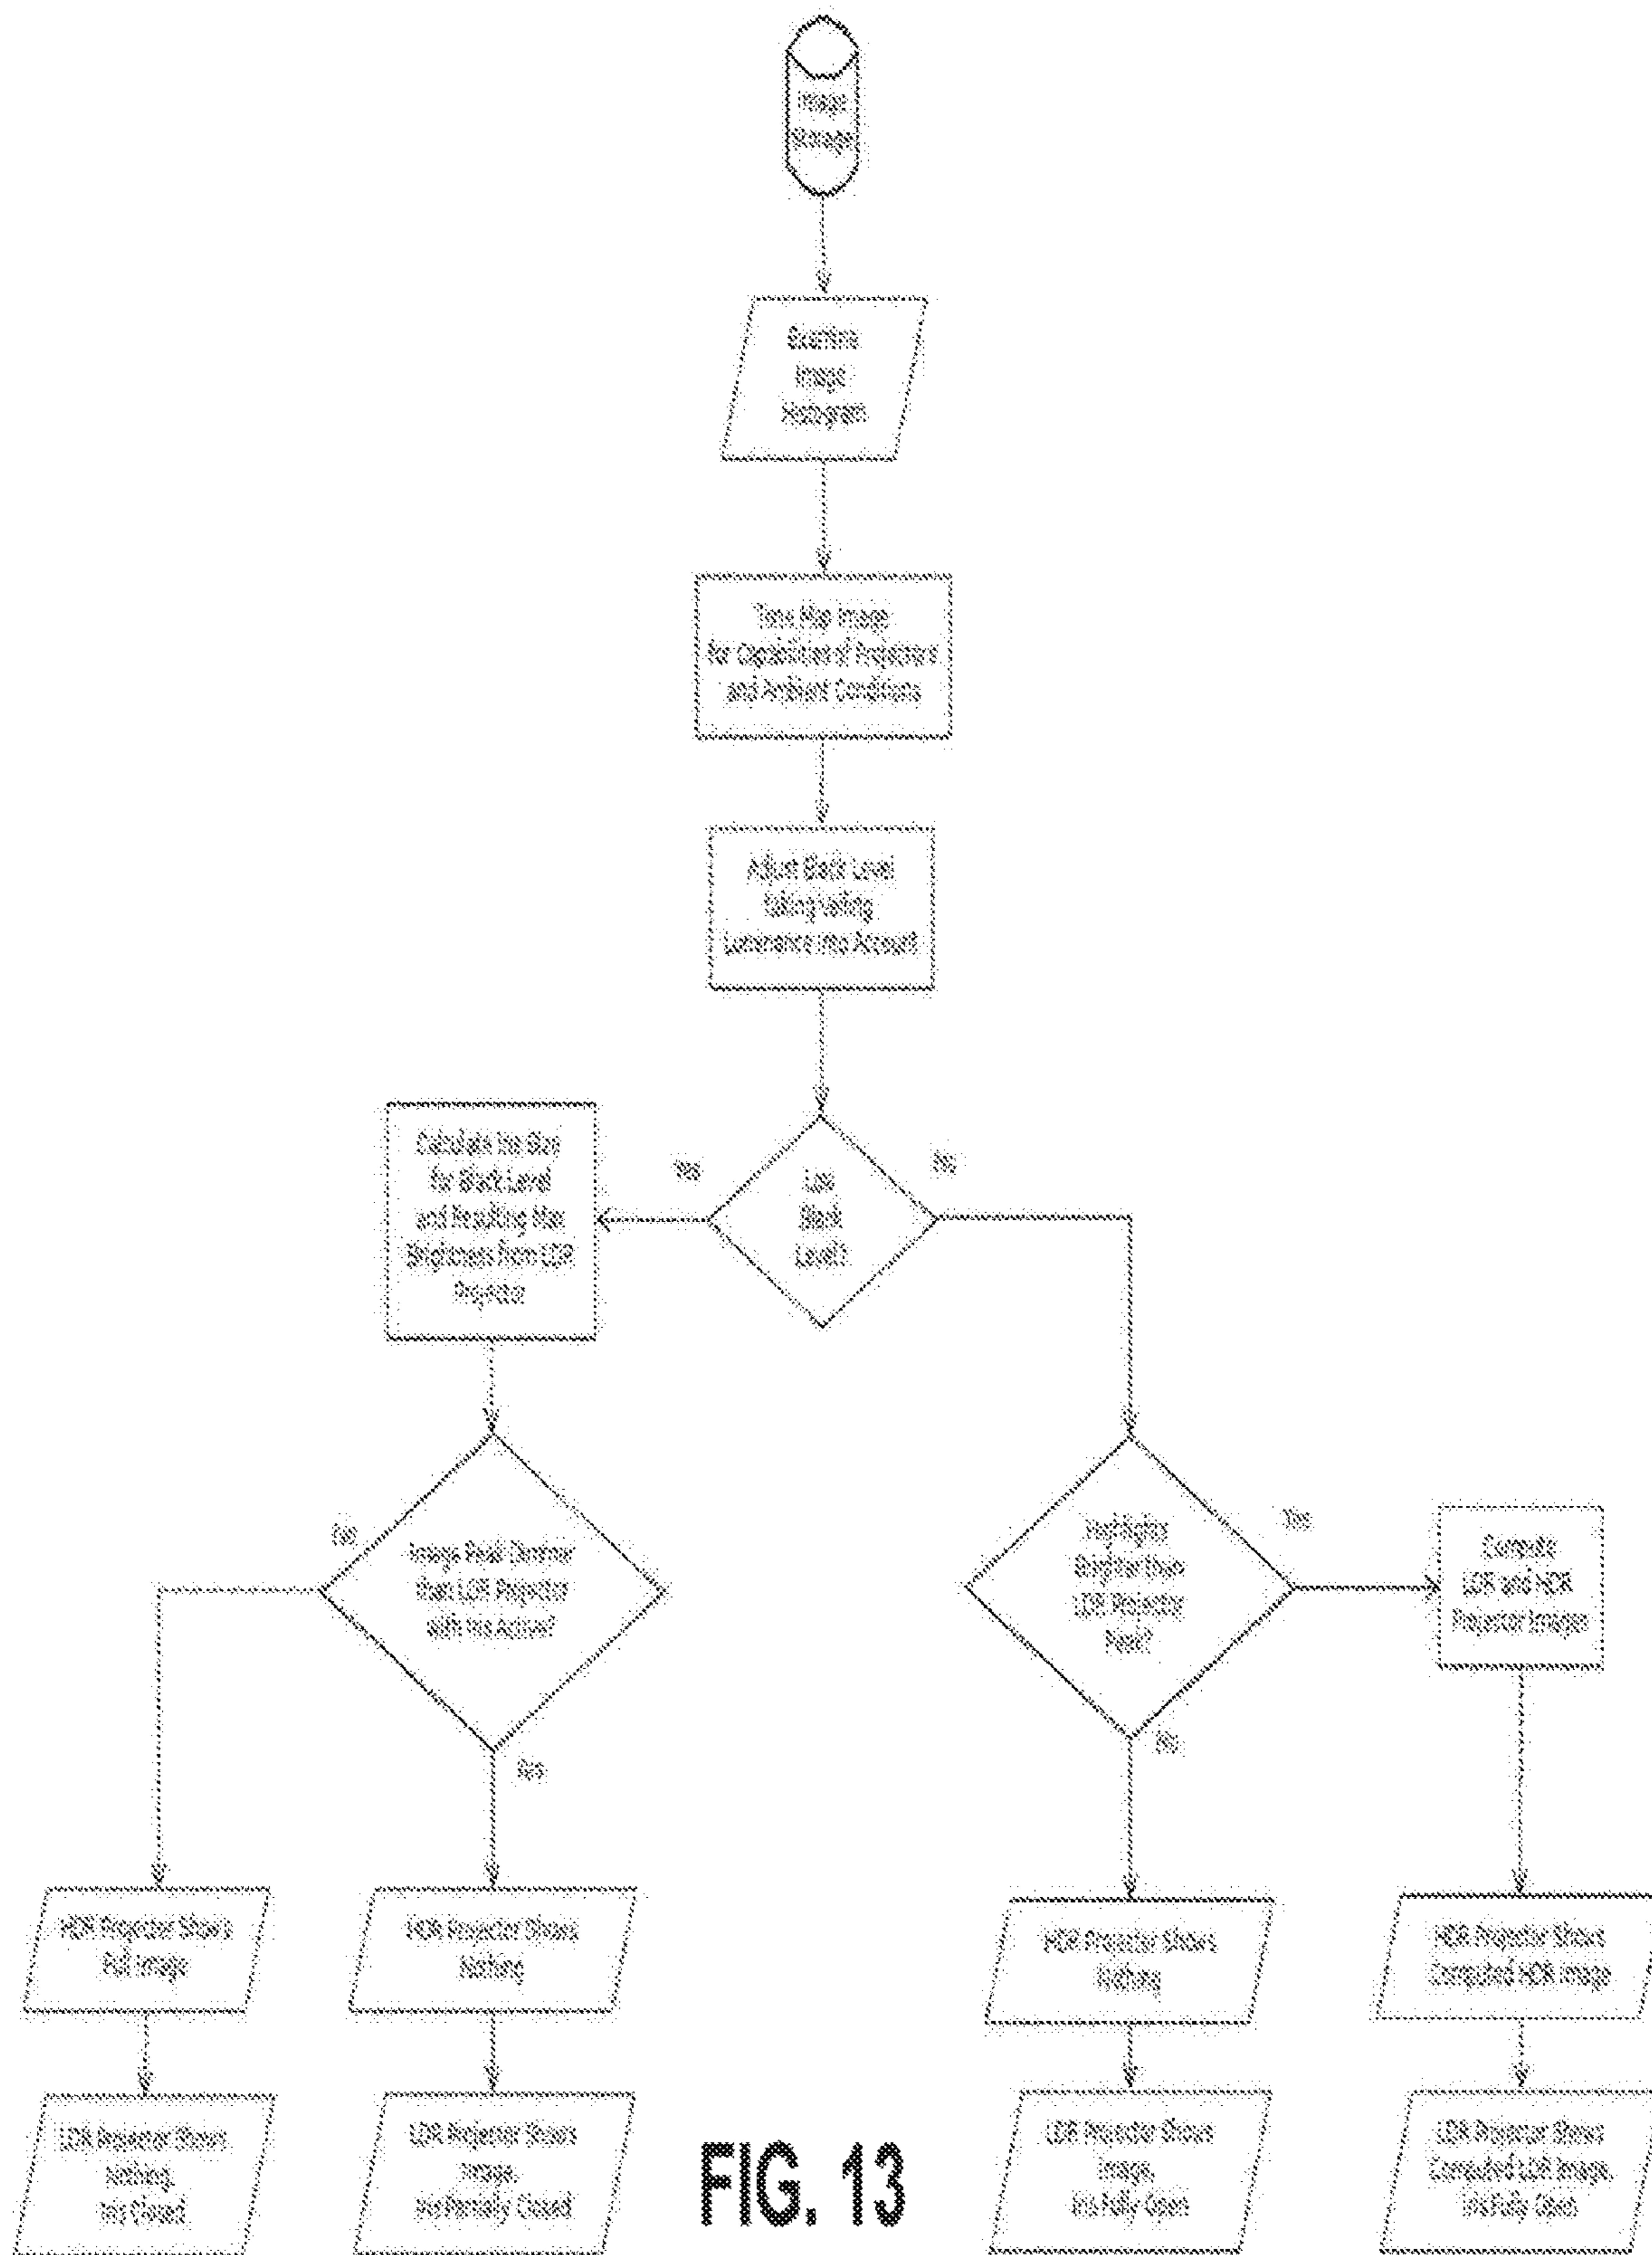 Image
Storage
Examine
Image
Histogram
Tone Map Image
for Capabilities of Projectors
and Ambient Conditions
Adjust Black Level
taking Veiling
Luminance into Account
Low
Black
Level?
Yes
No
Calculate Iris Size
for Black Level
and Resulting Max
Brightness from LDR
Projector
Image Peak Dimmer
than LDR Projector
with Iris Active?
Yes
Highlights
Brighter than
LDR Projector
Peak?
Yes
No
Compute
LDR and HDR
Projector Images
HDR Projector Shows
Full Image
HDR Projector Shows
Nothing
HDR Projector Shows
Nothing
HDR Projector Shows
Computed HDR Image
LDR Projector Shows
Nothing,
Iris Closed
LDR Projector Shows
Image,
Iris Partially Closed
LDR Projector Shows
Image,
Iris Fully Open
LDR Projector Shows
Computed LDR Image,
Iris Fully Open
FIG. 13